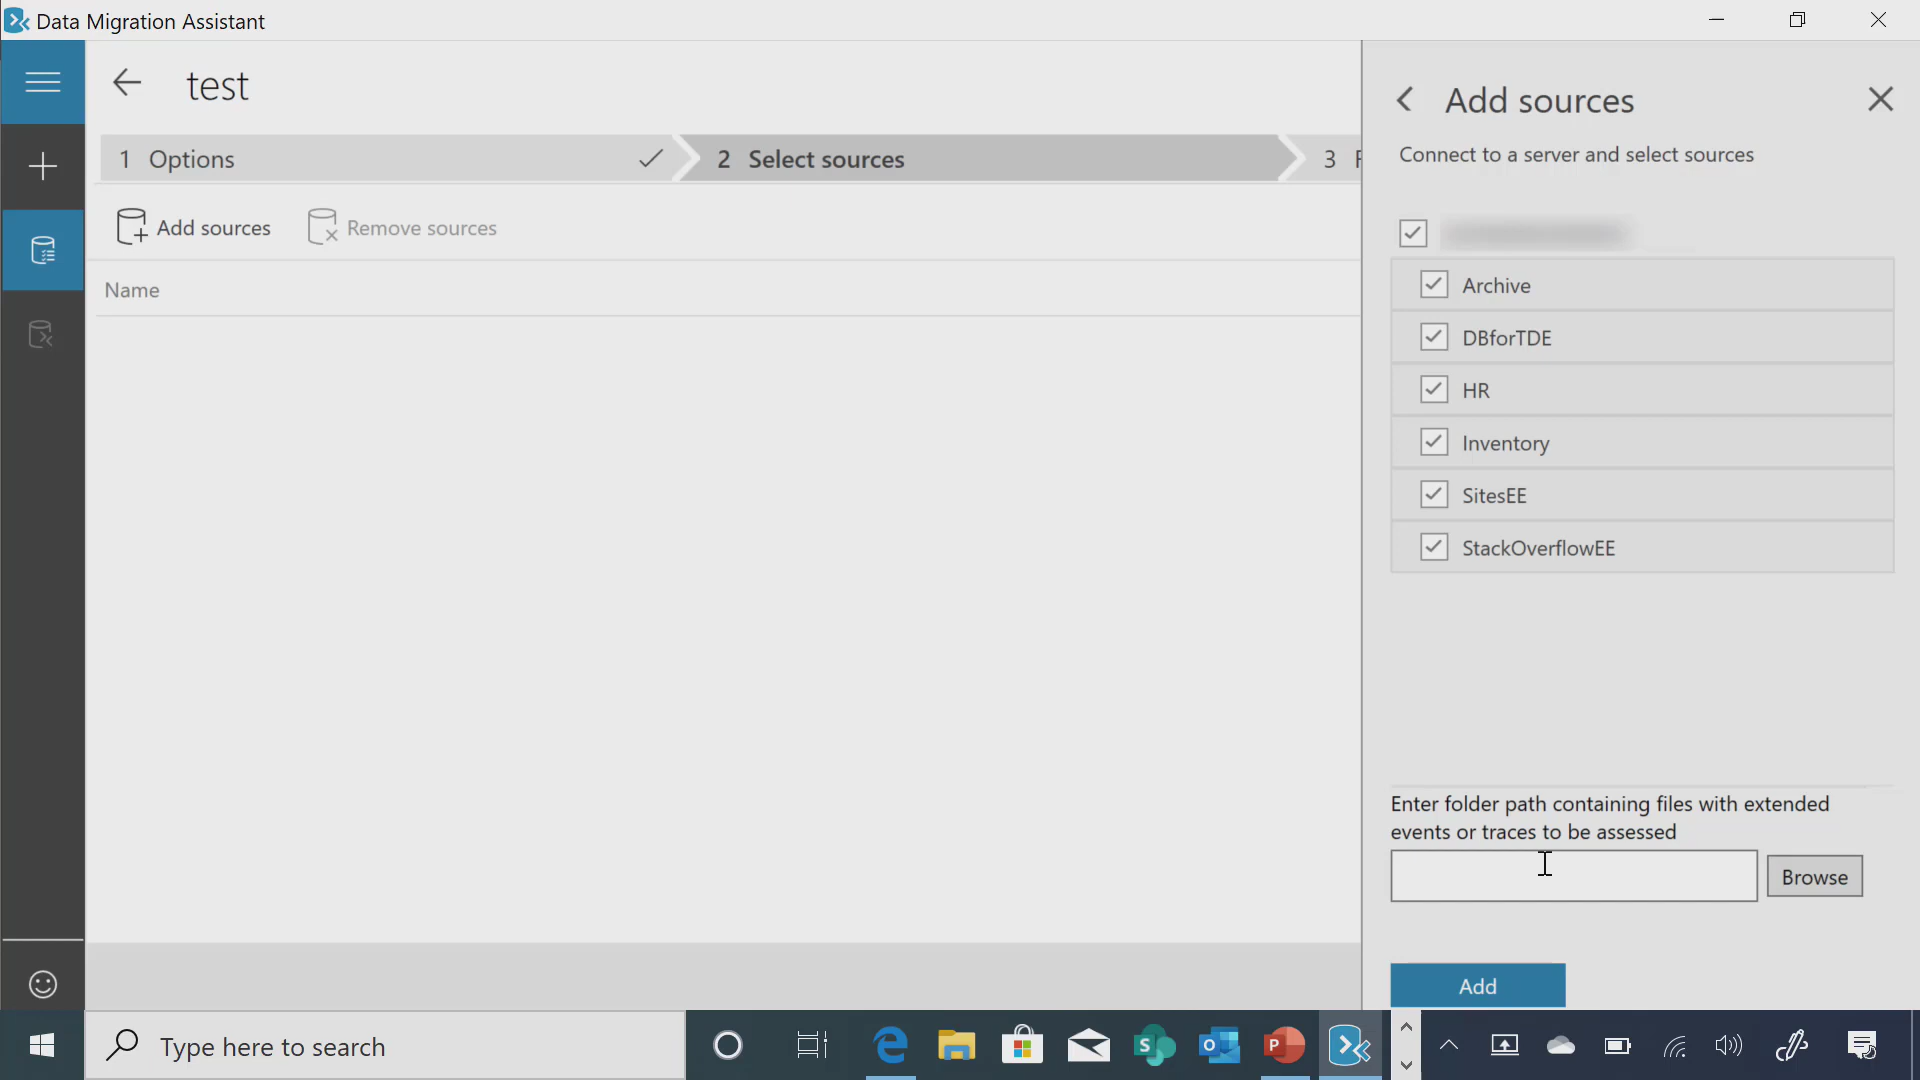 Data Migration Assistant
test
1 Options
2 Select sources
3
Add sources
Remove sources
Name
Add sources
Connect to a server and select sources
Archive
DBforTDE
HR
Inventory
SitesEE
StackOverflowEE
Enter folder path containing files with extended
events or traces to be assessed
Browse
Add
Type here to search